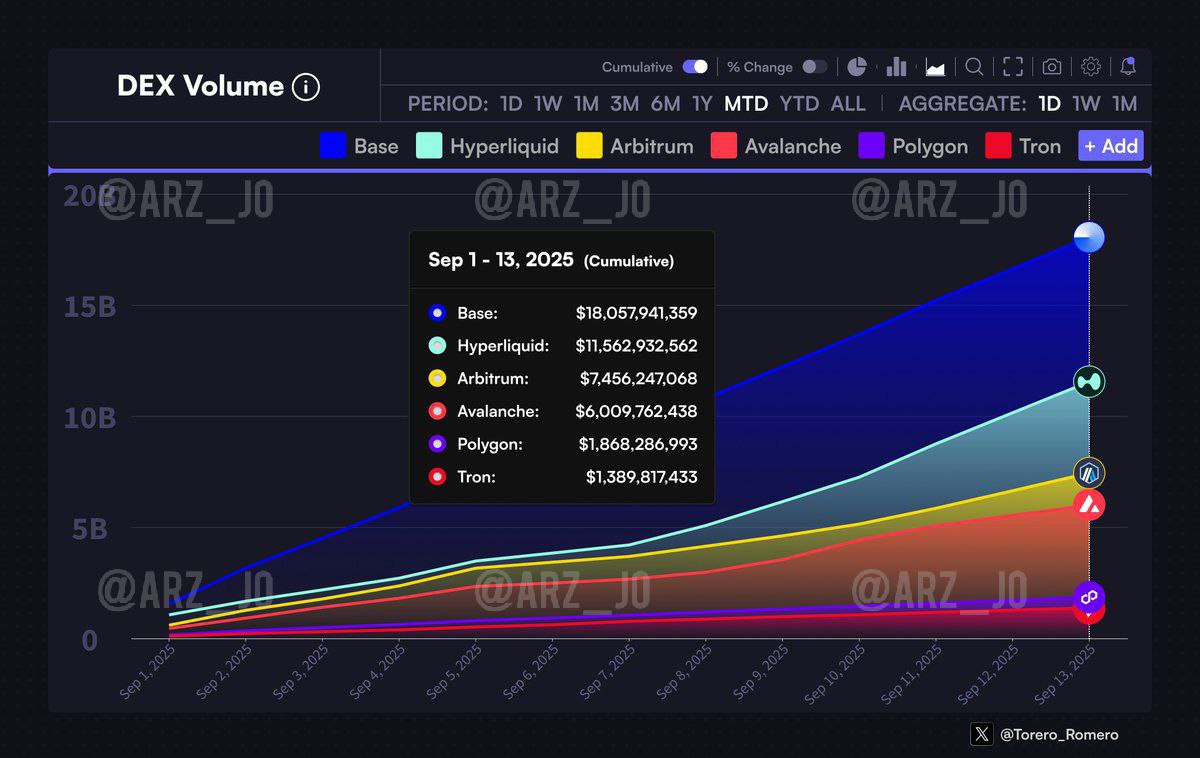 DEX Volume i
Cumulative % Change
PERIOD: 1D 1W 1M 3M 6M 1Y MTD YTD ALL AGGREGATE: 1D 1W 1M
Base Hyperliquid Arbitrum Avalanche Polygon Tron + Add
20B
@ARZ_JO @ARZ_JO @ARZ_JO
Sep 1 - 13, 2025 (Cumulative)
15B
Base: $18,057,941,359
Hyperliquid: $11,562,932,562
Arbitrum: $7,456,247,068
10B
Avalanche: $6,009,762,438
Polygon: $1,868,286,993
Tron: $1,389,817,433
5B
@ARZ_JO @ARZ_JO @ARZ_JO
0
Sep 1, 2025 Sep 2, 2025 Sep 3, 2025 Sep 4, 2025 Sep 5, 2025 Sep 6, 2025 Sep 7, 2025 Sep 8, 2025 Sep 9, 2025 Sep 10, 2025 Sep 11, 2025 Sep 12, 2025 Sep 13, 2025
@Torero_Romero